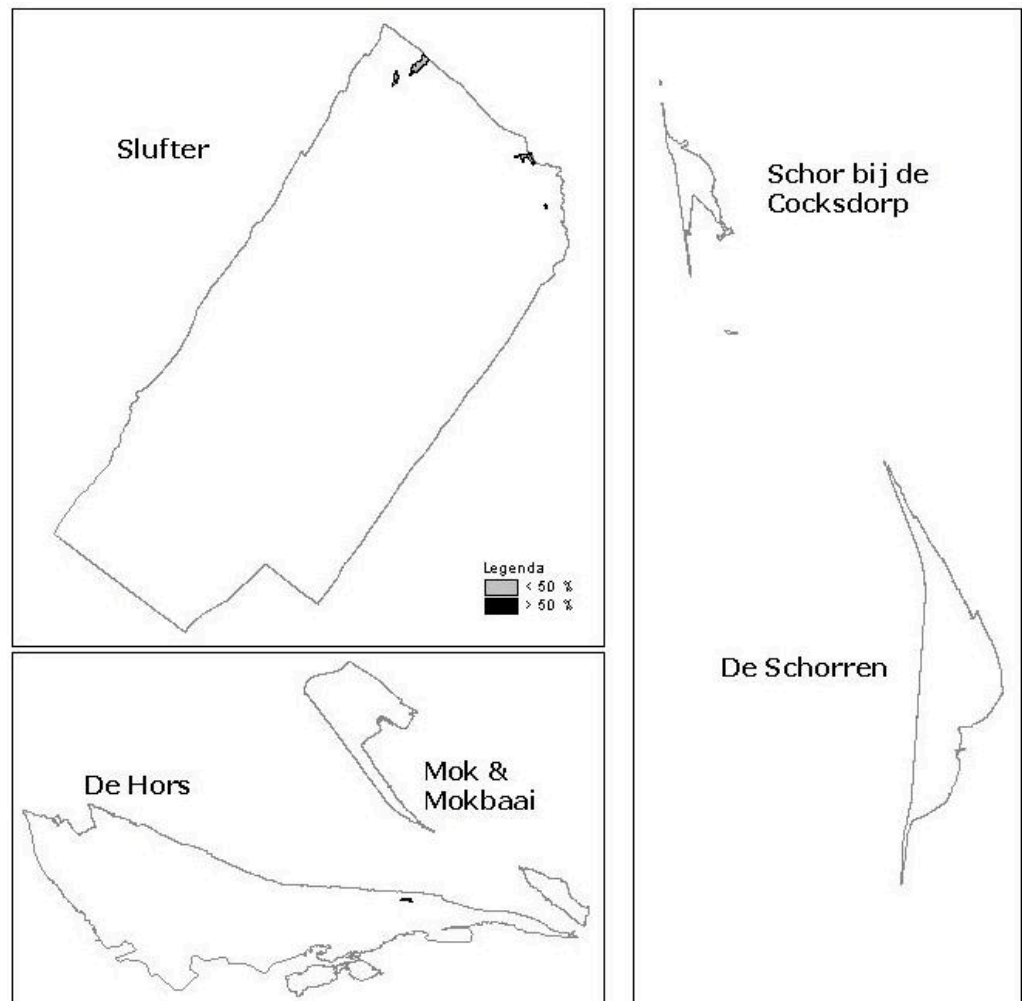 Slufter
Legenda
< 50 %
> 50 %
Schor bij de
Cocksdorp
De Schorren
De Hors
Mok &
Mokbaai